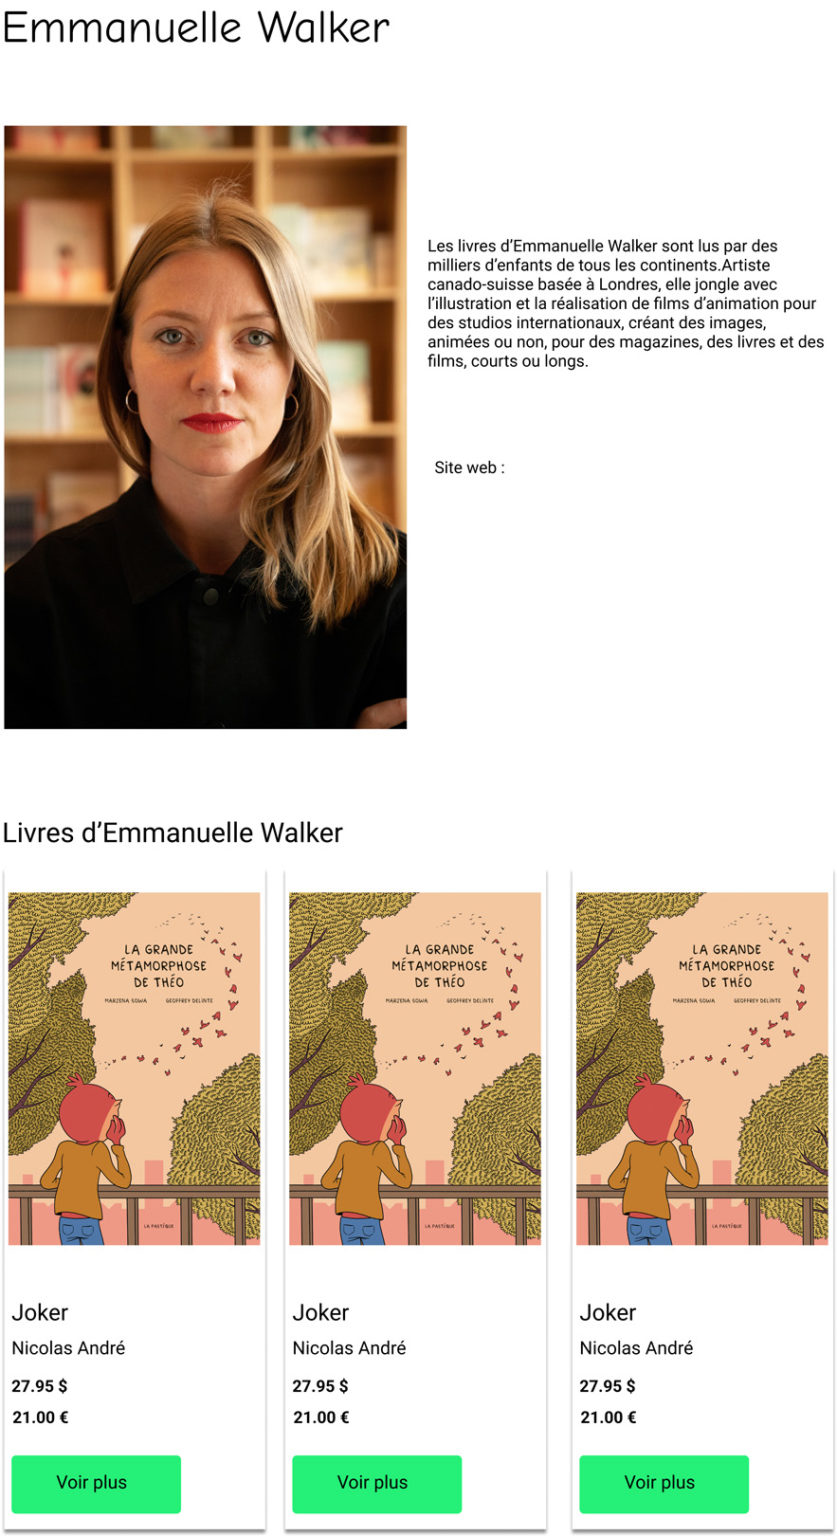 Emmanuelle Walker
Les livres d’Emmanuelle Walker sont lus par des
milliers d’enfants de tous les continents.Artiste
canado-suisse basée à Londres, elle jongle avec
l’illustration et la réalisation de films d’animation pour
des studios internationaux, créant des images,
animées ou non, pour des magazines, des livres et des
films, courts ou longs.
Site web :
Livres d’Emmanuelle Walker
LA GRANDE
MÉTAMORPHOSE
DE THÉO
MARZENA SOWA GEOFFREY DELINTE
LA PASTÈQUE
Joker
Nicolas André
27.95 $
21.00 €
Voir plus
LA GRANDE
MÉTAMORPHOSE
DE THÉO
MARZENA SOWA GEOFFREY DELINTE
LA PASTÈQUE
Joker
Nicolas André
27.95 $
21.00 €
Voir plus
LA GRANDE
MÉTAMORPHOSE
DE THÉO
MARZENA SOWA GEOFFREY DELINTE
LA PASTÈQUE
Joker
Nicolas André
27.95 $
21.00 €
Voir plus